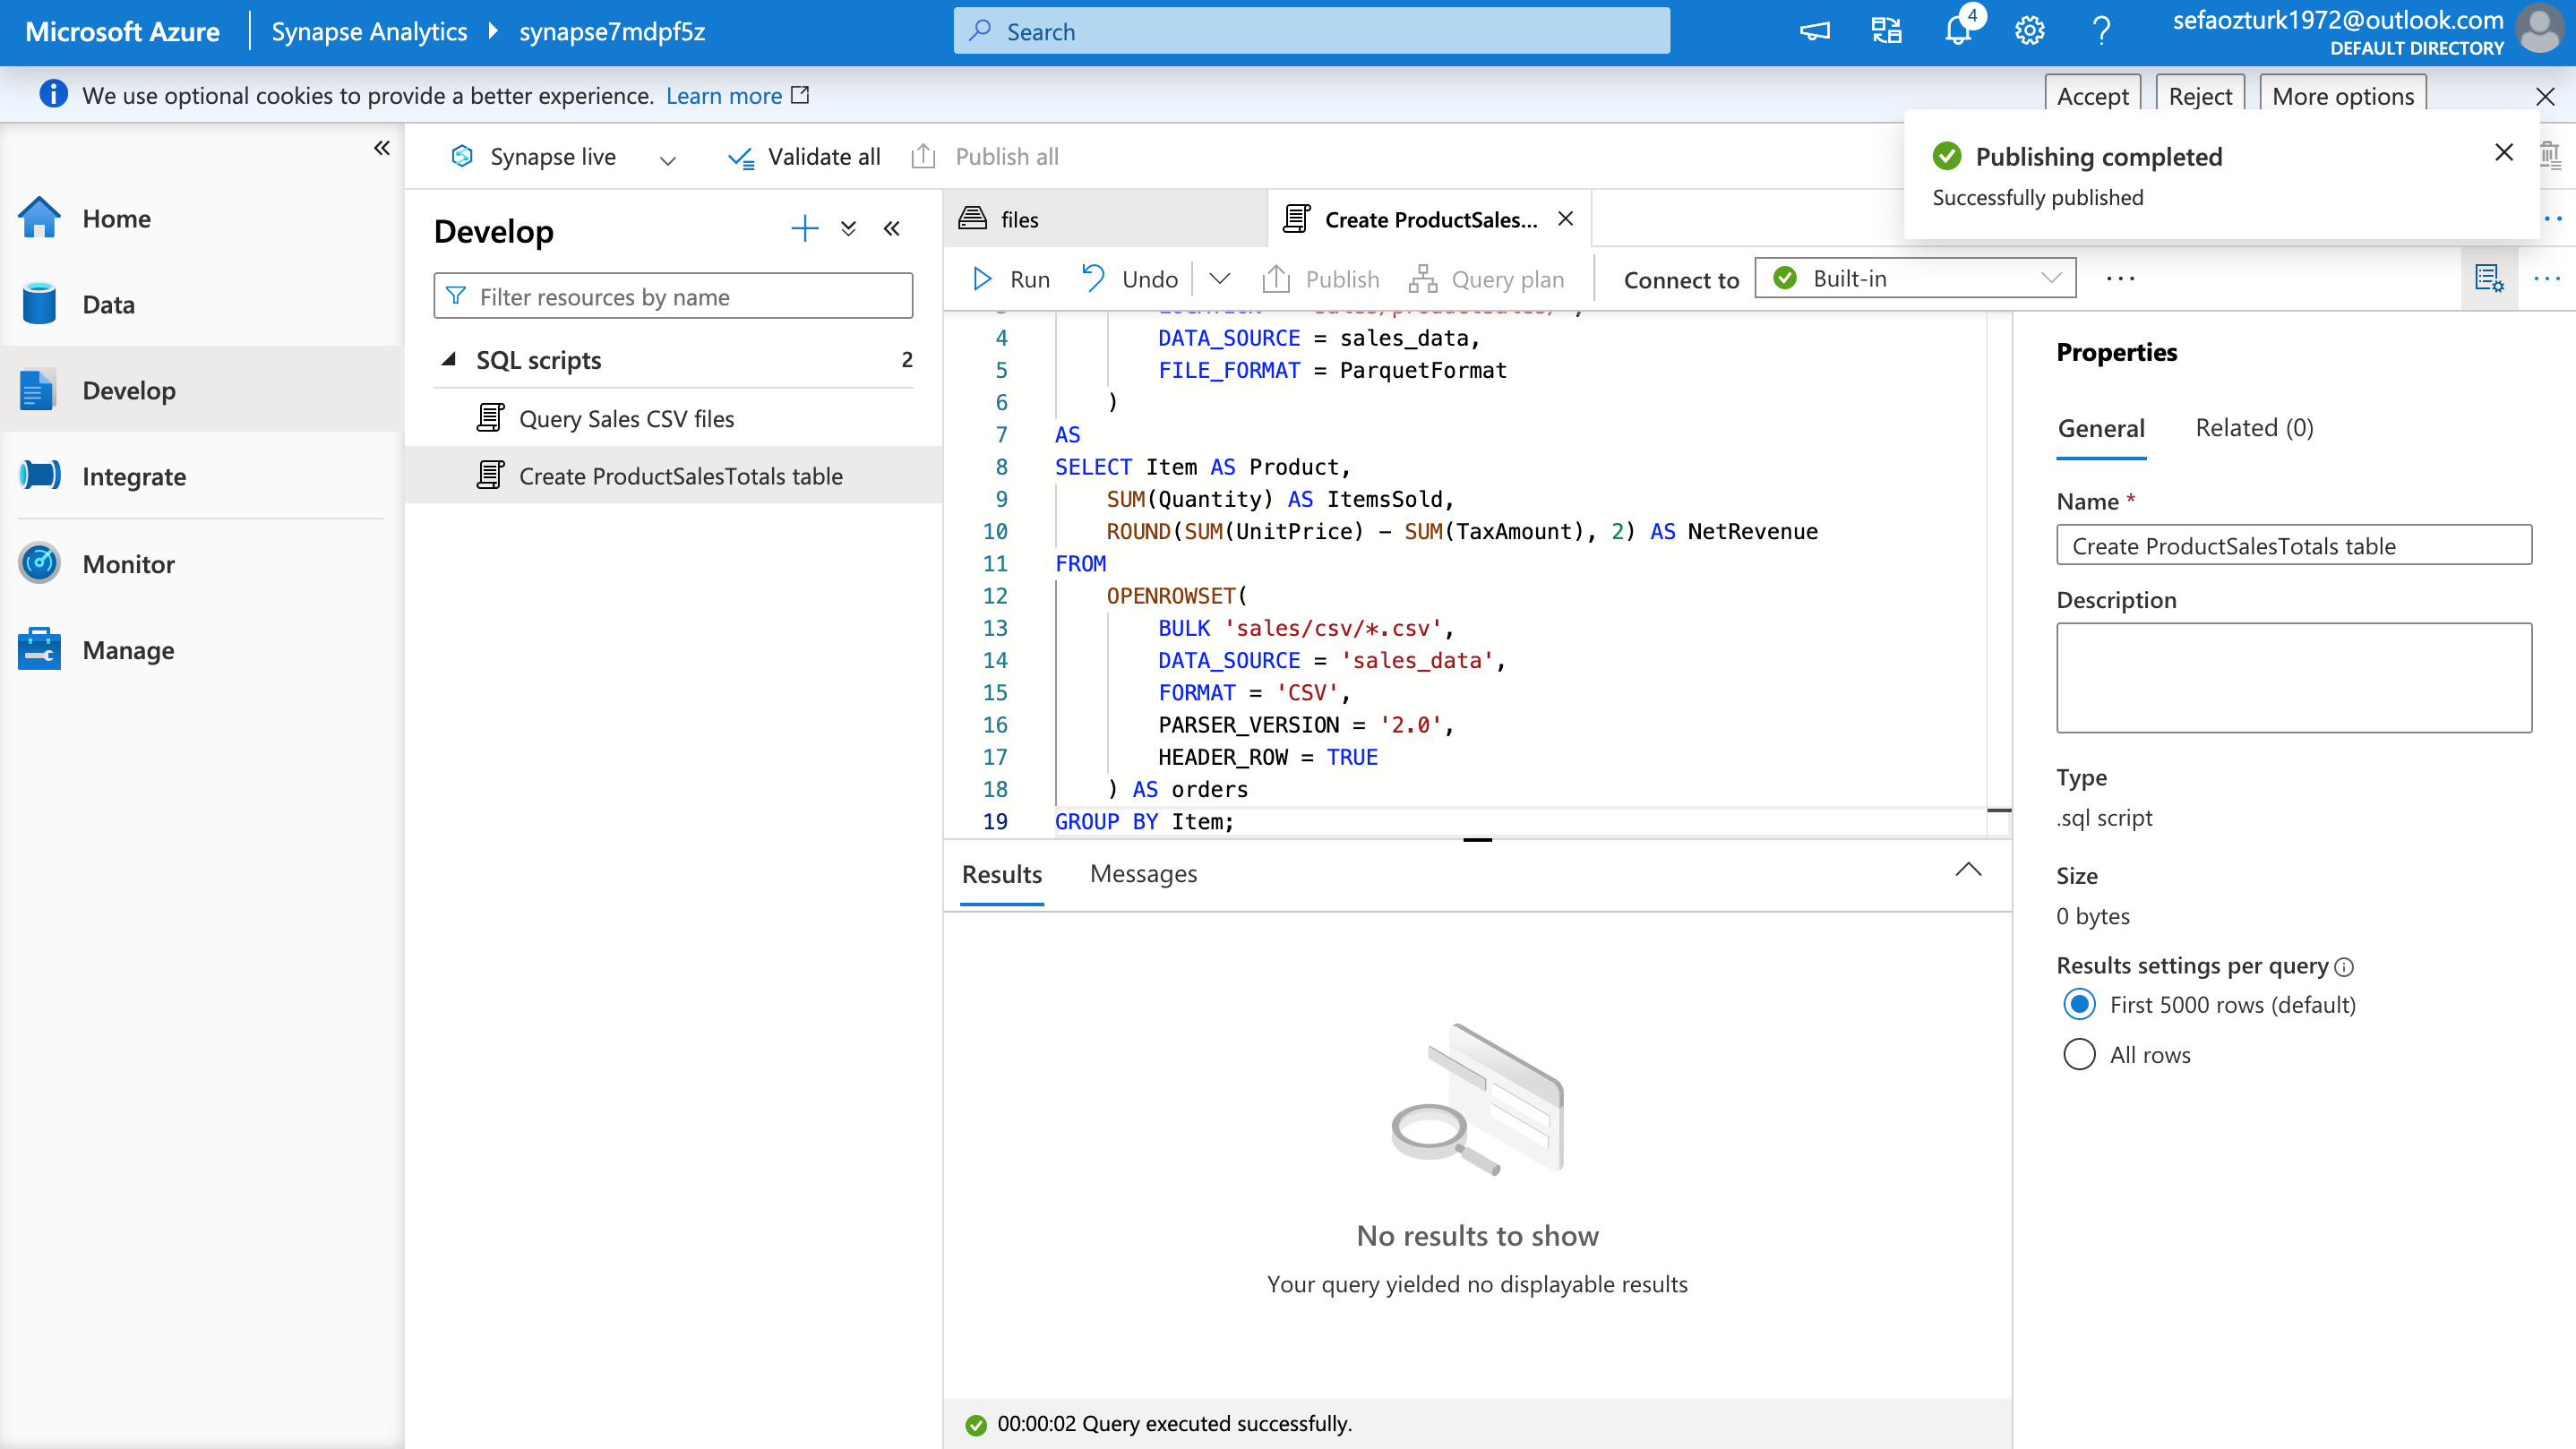 Microsoft Azure
Synapse Analytics
synapse7mdpf5z
Search
4
sefaozturk1972@outlook.com
DEFAULT DIRECTORY
We use optional cookies to provide a better experience. Learn more
Accept
Reject
More options
Publishing completed
Successfully published
Home
Data
Develop
Integrate
Monitor
Manage
Synapse live
Validate all
Publish all
Develop
Filter resources by name
SQL scripts
2
Query Sales CSV files
Create ProductSalesTotals table
files
Create ProductSales...
Run
Undo
Publish
Query plan
Connect to
Built-in
4 DATA_SOURCE = sales_data,
5 FILE_FORMAT = ParquetFormat
6 )
7 AS
8 SELECT Item AS Product,
9 SUM(Quantity) AS ItemsSold,
10 ROUND(SUM(UnitPrice) - SUM(TaxAmount), 2) AS NetRevenue
11 FROM
12 OPENROWSET(
13 BULK 'sales/csv/*.csv',
14 DATA_SOURCE = 'sales_data',
15 FORMAT = 'CSV',
16 PARSER_VERSION = '2.0',
17 HEADER_ROW = TRUE
18 ) AS orders
19 GROUP BY Item;
Results
Messages
No results to show
Your query yielded no displayable results
00:00:02 Query executed successfully.
Properties
General
Related (0)
Name *
Create ProductSalesTotals table
Description
Type
.sql script
Size
0 bytes
Results settings per query
First 5000 rows (default)
All rows